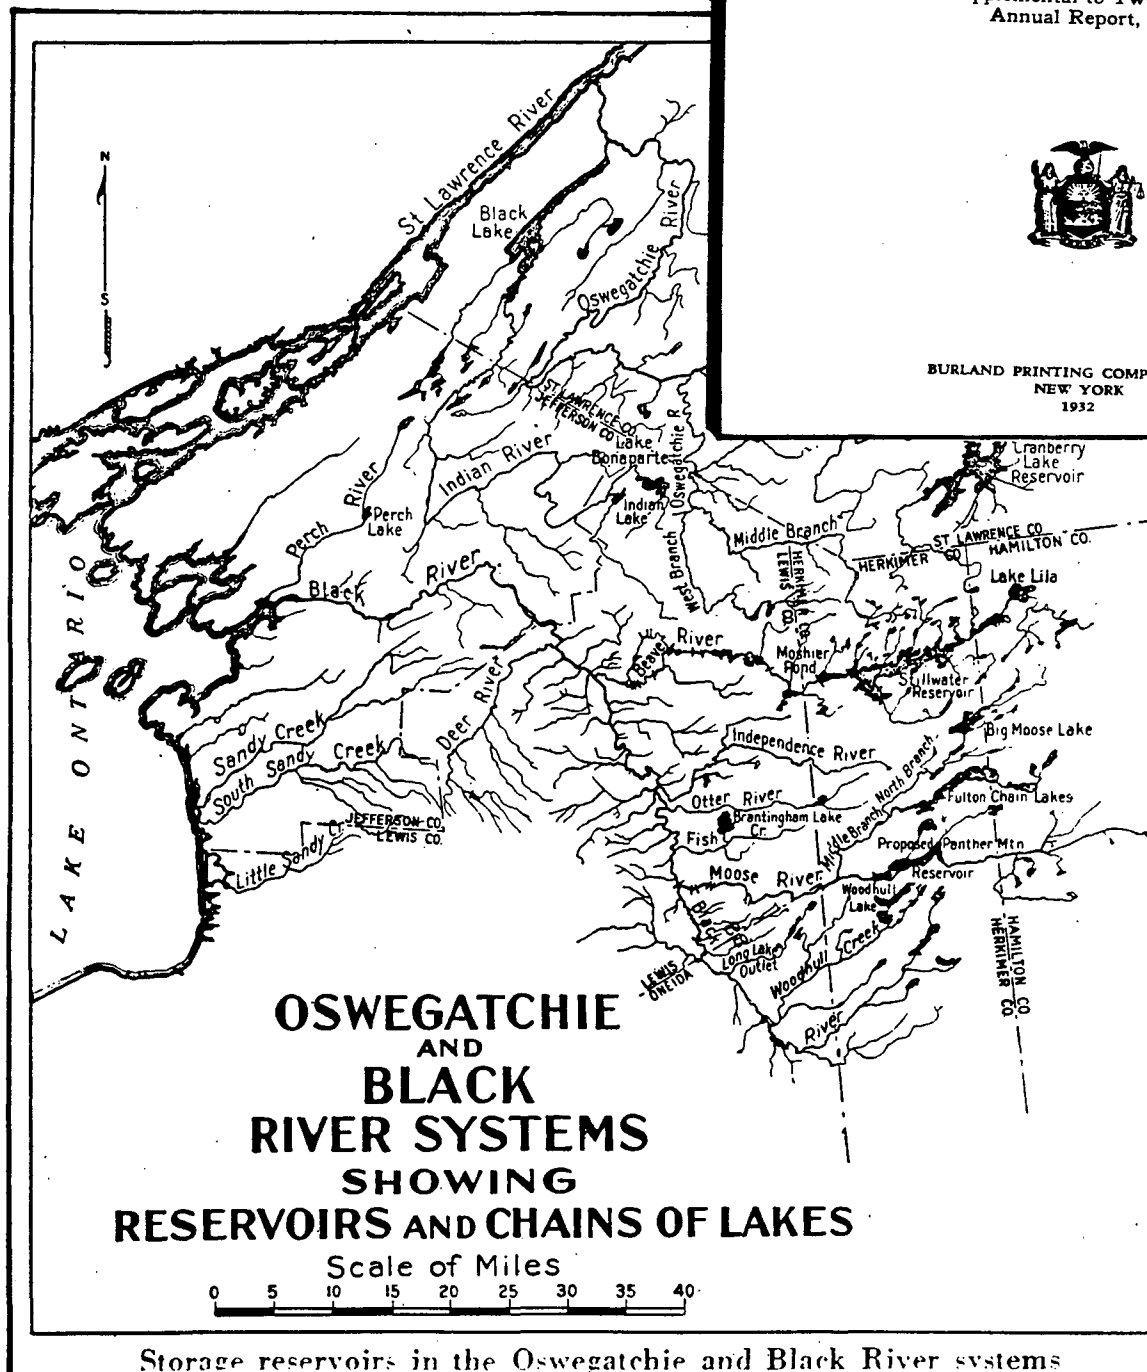 Annual Report,
BURLAND PRINTING COMP
NEW YORK
1932
N
S
St Lawrence River
Black
Lake
Oswegatchie River
ST. LAWRENCE CO.
JEFFERSON CO.
Lake
Bonaparte
Indian River
Indian
Lake
Oswegatchie R
West Branch
Perch River
Perch
Lake
Black River
Middle Branch
Cranberry
Lake
Reservoir
ST. LAWRENCE CO
HAMILTON CO.
HERKIMER CO
HERKIMER CO.
LEWIS CO.
Lake Lila
Beaver River
Moshier
Pond
Stillwater
Reservoir
LAKE ONTARIO
Sandy Creek
South Sandy Creek
Deer River
Independence River
Big Moose Lake
North Branch
Otter River
Fulton Chain Lakes
Brantingham Lake
Fish Cr.
Middle Branch
JEFFERSON CO.
LEWIS CO.
Little Sandy Cr
Proposed Panther Mtn
Reservoir
Moose River
Woodhull
Lake
Black
Long Lake
Outlet
Woodhull Creek
River
LEWIS
ONEIDA
HAMILTON CO.
HERKIMER CO.
OSWEGATCHIE
AND
BLACK
RIVER SYSTEMS
SHOWING
RESERVOIRS AND CHAINS OF LAKES
Scale of Miles
0 5 10 15 20 25 30 35 40
Storage reservoirs in the Oswegatchie and Black River systems